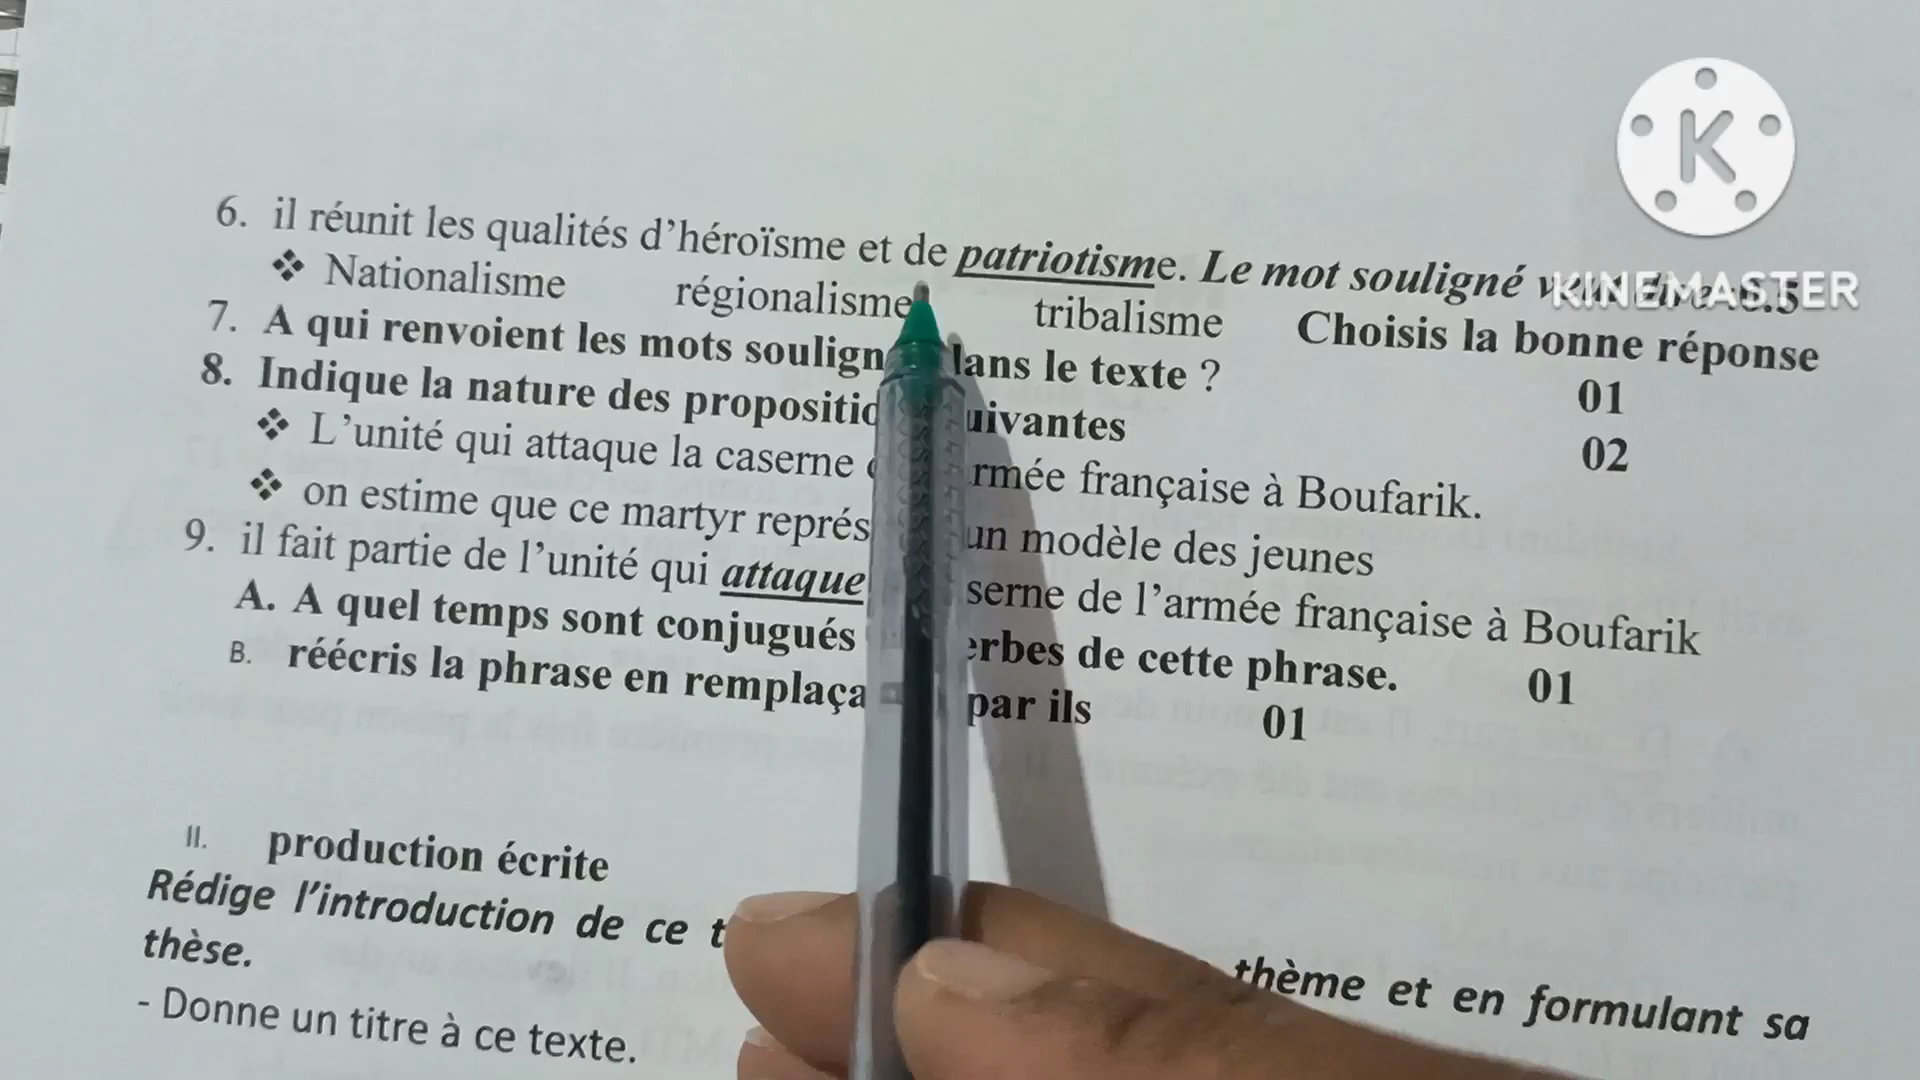 6. il réunit les qualités d'héroïsme et de patriotisme. Le mot souligné
❖ Nationalisme régionalisme tribalisme Choisis la bonne réponse
7. A qui renvoient les mots soulign dans le texte ? 01
8. Indique la nature des propositio uivantes 02
❖ L'unité qui attaque la caserne rmée française à Boufarik.
❖ on estime que ce martyr représ un modèle des jeunes
9. il fait partie de l'unité qui attaque serne de l'armée française à Boufarik
A. A quel temps sont conjugués erbes de cette phrase. 01
B. réécris la phrase en remplaça par ils 01
II. production écrite
Rédige l'introduction de ce t thème et en formulant sa
thèse.
- Donne un titre à ce texte.
K
KINEMASTER